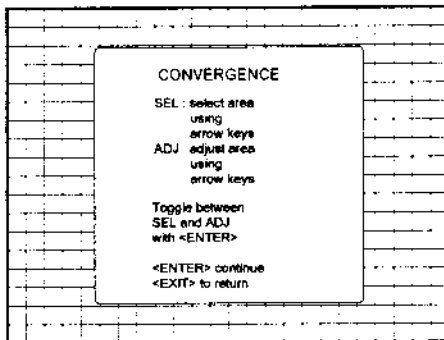 CONVERGENCE
SEL : select area
using
arrow keys
ADJ adjust area
using
arrow keys
Toggle between
SEL and ADJ
with <ENTER>
<ENTER> continue
<EXIT> to return